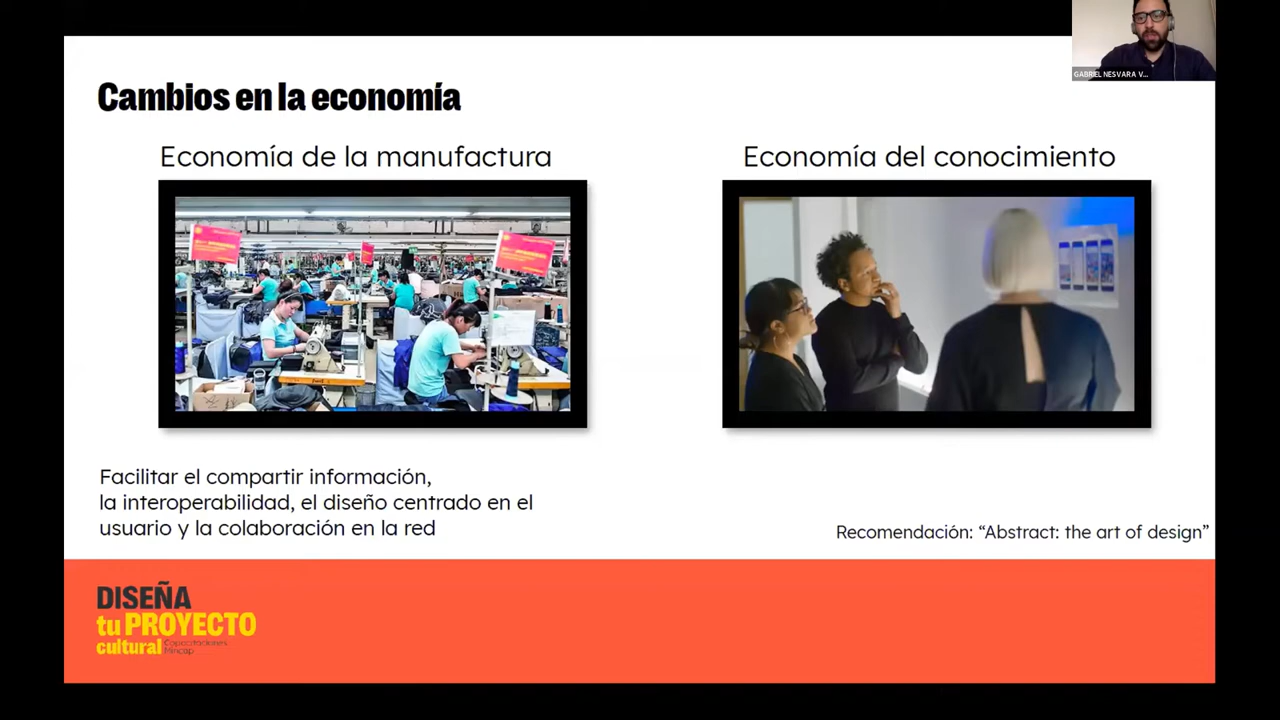 GABRIEL NESVARA V...
Cambios en la economía
Economía de la manufactura
Economía del conocimiento
Facilitar el compartir información,
la interoperabilidad, el diseño centrado en el
usuario y la colaboración en la red
Recomendación: “Abstract: the art of design”
DISEÑA
tu PROYECTO
cultural
Capacitaciones
Mincap